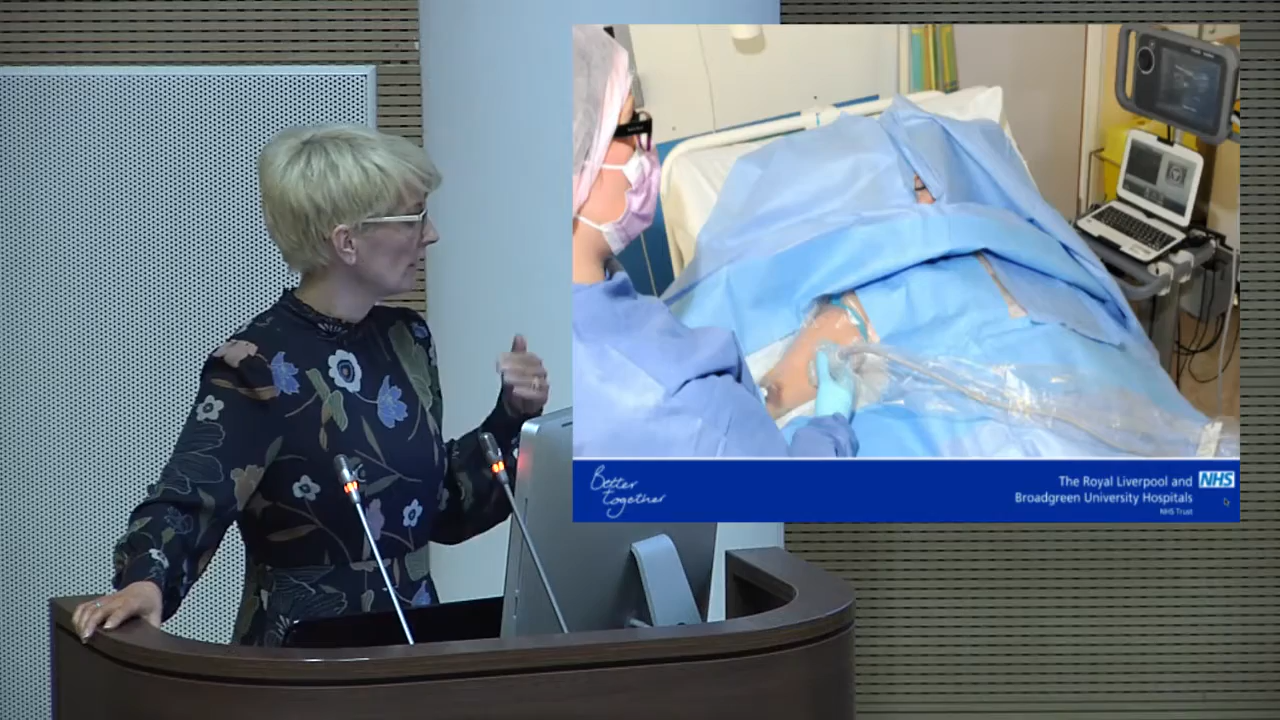 Better
together
The Royal Liverpool and NHS
Broadgreen University Hospitals
NHS Trust